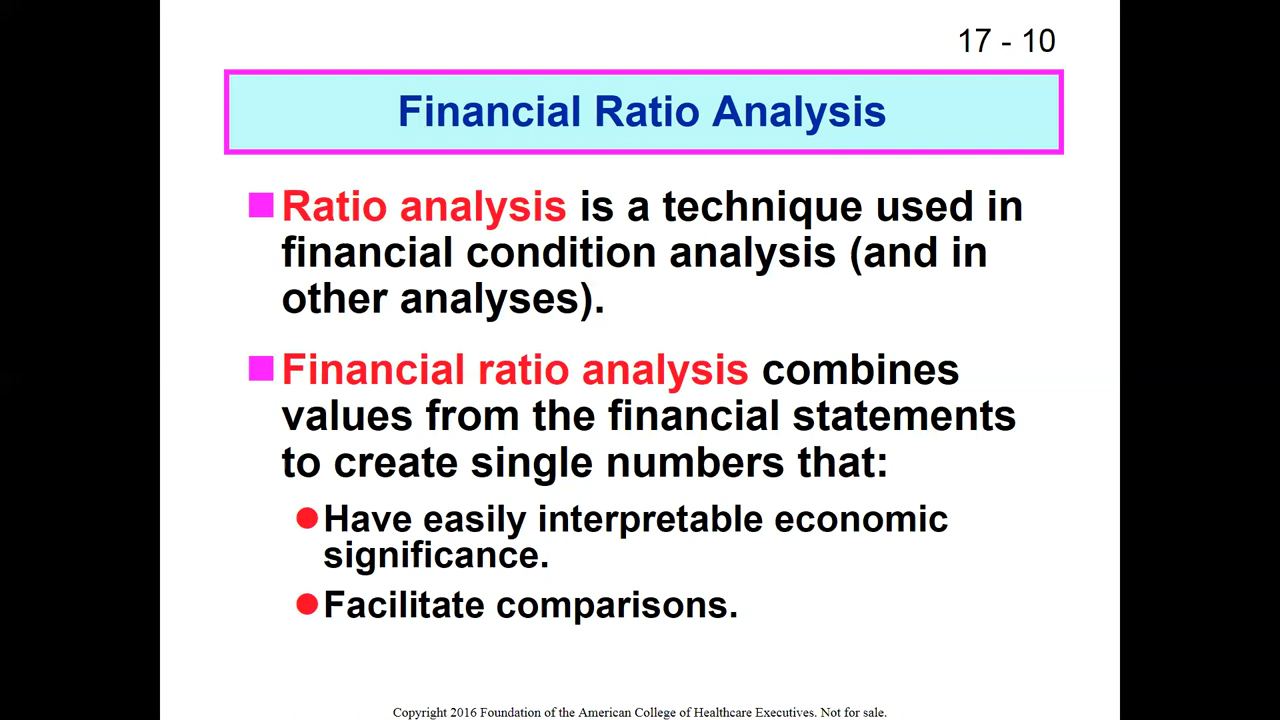 17 - 10
Financial Ratio Analysis
Ratio analysis is a technique used in
financial condition analysis (and in
other analyses).
Financial ratio analysis combines
values from the financial statements
to create single numbers that:
Have easily interpretable economic
significance.
Facilitate comparisons.
Copyright 2016 Foundation of the American College of Healthcare Executives. Not for sale.